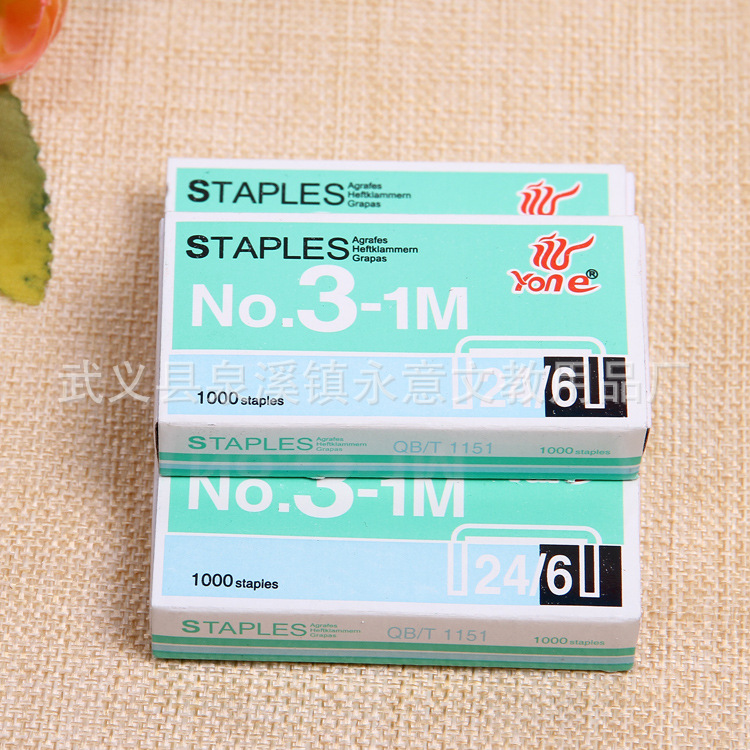 STAPLES Agrafes
Heftklammern
Grapas
STAPLES Agrafes
Heftklammern
Grapas
Yone®
No.3-1M
24/6
1000 staples
武义县泉溪镇永意文教用品厂
STAPLES Agrafes
Heftklammern
Grapas
QB/T 1151
1000 staples
No.3-1M
24/6
1000 staples
STAPLES Agrafes
Heftklammern
Grapas
QB/T 1151
1000 staples